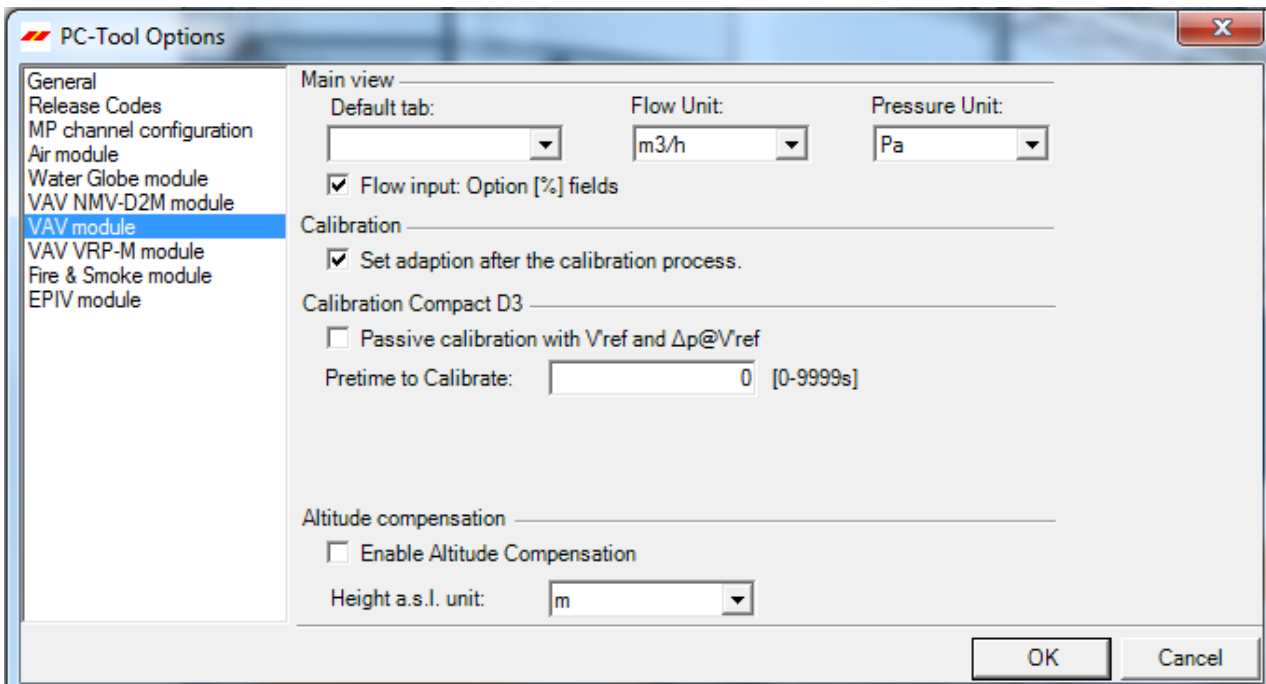 PC-Tool Options
General
Release Codes
MP channel configuration
Air module
Water Globe module
VAV NMV-D2M module
VAV module
VAV VRP-M module
Fire & Smoke module
EPIV module
Main view
Default tab: Flow Unit: Pressure Unit:
m3/h Pa
Flow input: Option [%] fields
Calibration
Set adaption after the calibration process.
Calibration Compact D3
Passive calibration with V'ref and Δp@V'ref
Pretime to Calibrate: 0 [0-9999s]
Altitude compensation
Enable Altitude Compensation
Height a.s.l. unit: m
OK Cancel